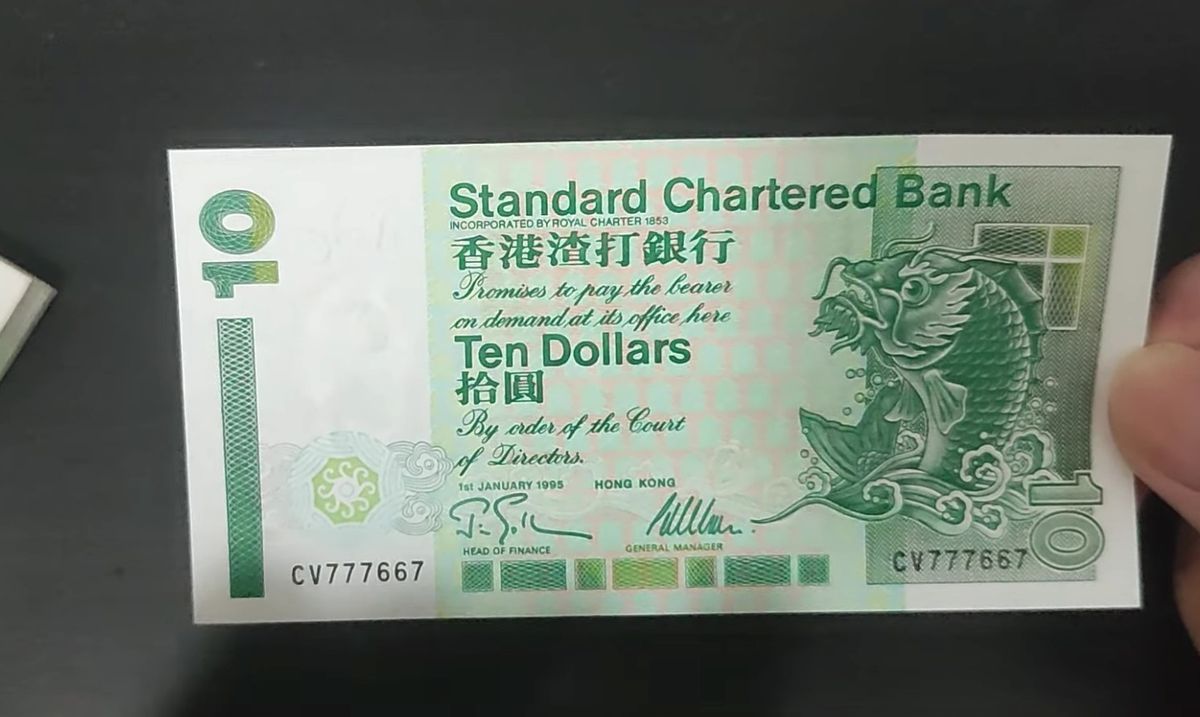 10
Standard Chartered Bank
INCORPORATED BY ROYAL CHARTER 1853
香港渣打銀行
Promises to pay the bearer
on demand at its office here
Ten Dollars
拾圓
By order of the Court
of Directors.
1st JANUARY 1995 HONG KONG
HEAD OF FINANCE GENERAL MANAGER
CV777667
CV777667
10